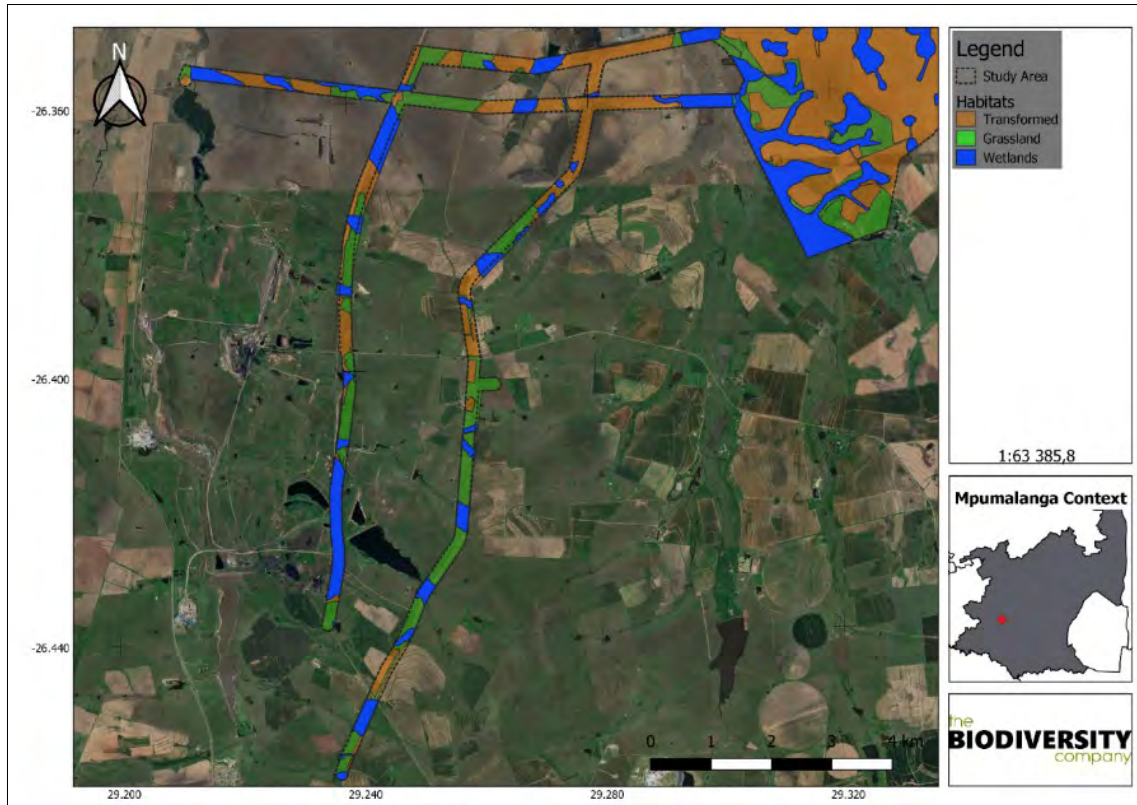 N
-26.360
-26.400
-26.440
29.200
29.240
29.280
29.320
0 1 2 3 4 km
Legend
Study Area
Habitats
Transformed
Grassland
Wetlands
1:63 385,8
Mpumalanga Context
the
BIODIVERSITY
company